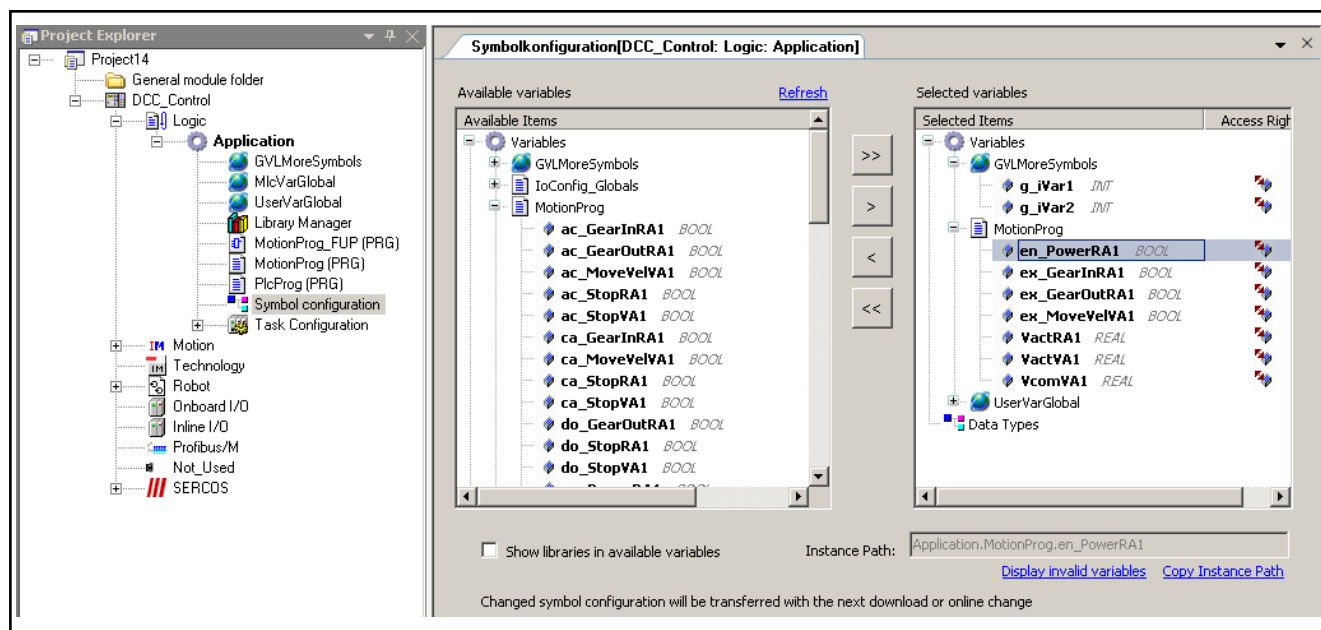 Project Explorer
Project14
General module folder
DCC_Control
Logic
Application
GVLMoreSymbols
MlcVarGlobal
UserVarGlobal
Library Manager
MotionProg_FUP (PRG)
MotionProg (PRG)
PlcProg (PRG)
Symbol configuration
Task Configuration
IM Motion
IM Technology
Robot
Onboard I/O
Inline I/O
Profibus/M
Not_Used
SERCOS
Symbolkonfiguration[DCC_Control: Logic: Application]
Available variables Refresh
Available Items
Variables
GVLMoreSymbols
IoConfig_Globals
MotionProg
ac_GearInRA1 BOOL
ac_GearOutRA1 BOOL
ac_MoveVelVA1 BOOL
ac_StopRA1 BOOL
ac_StopVA1 BOOL
ca_GearInRA1 BOOL
ca_MoveVelVA1 BOOL
ca_StopRA1 BOOL
ca_StopVA1 BOOL
do_GearOutRA1 BOOL
do_StopRA1 BOOL
do_StopVA1 BOOL
>>
>
<
<<
Selected variables
Selected Items Access Righ
Variables
GVLMoreSymbols
g_iVar1 INT
g_iVar2 INT
MotionProg
en_PowerRA1 BOOL
ex_GearInRA1 BOOL
ex_GearOutRA1 BOOL
ex_MoveVelVA1 BOOL
VactRA1 REAL
VactVA1 REAL
VcomVA1 REAL
UserVarGlobal
Data Types
Show libraries in available variables
Instance Path: Application.MotionProg.en_PowerRA1
Display invalid variables Copy Instance Path
Changed symbol configuration will be transferred with the next download or online change